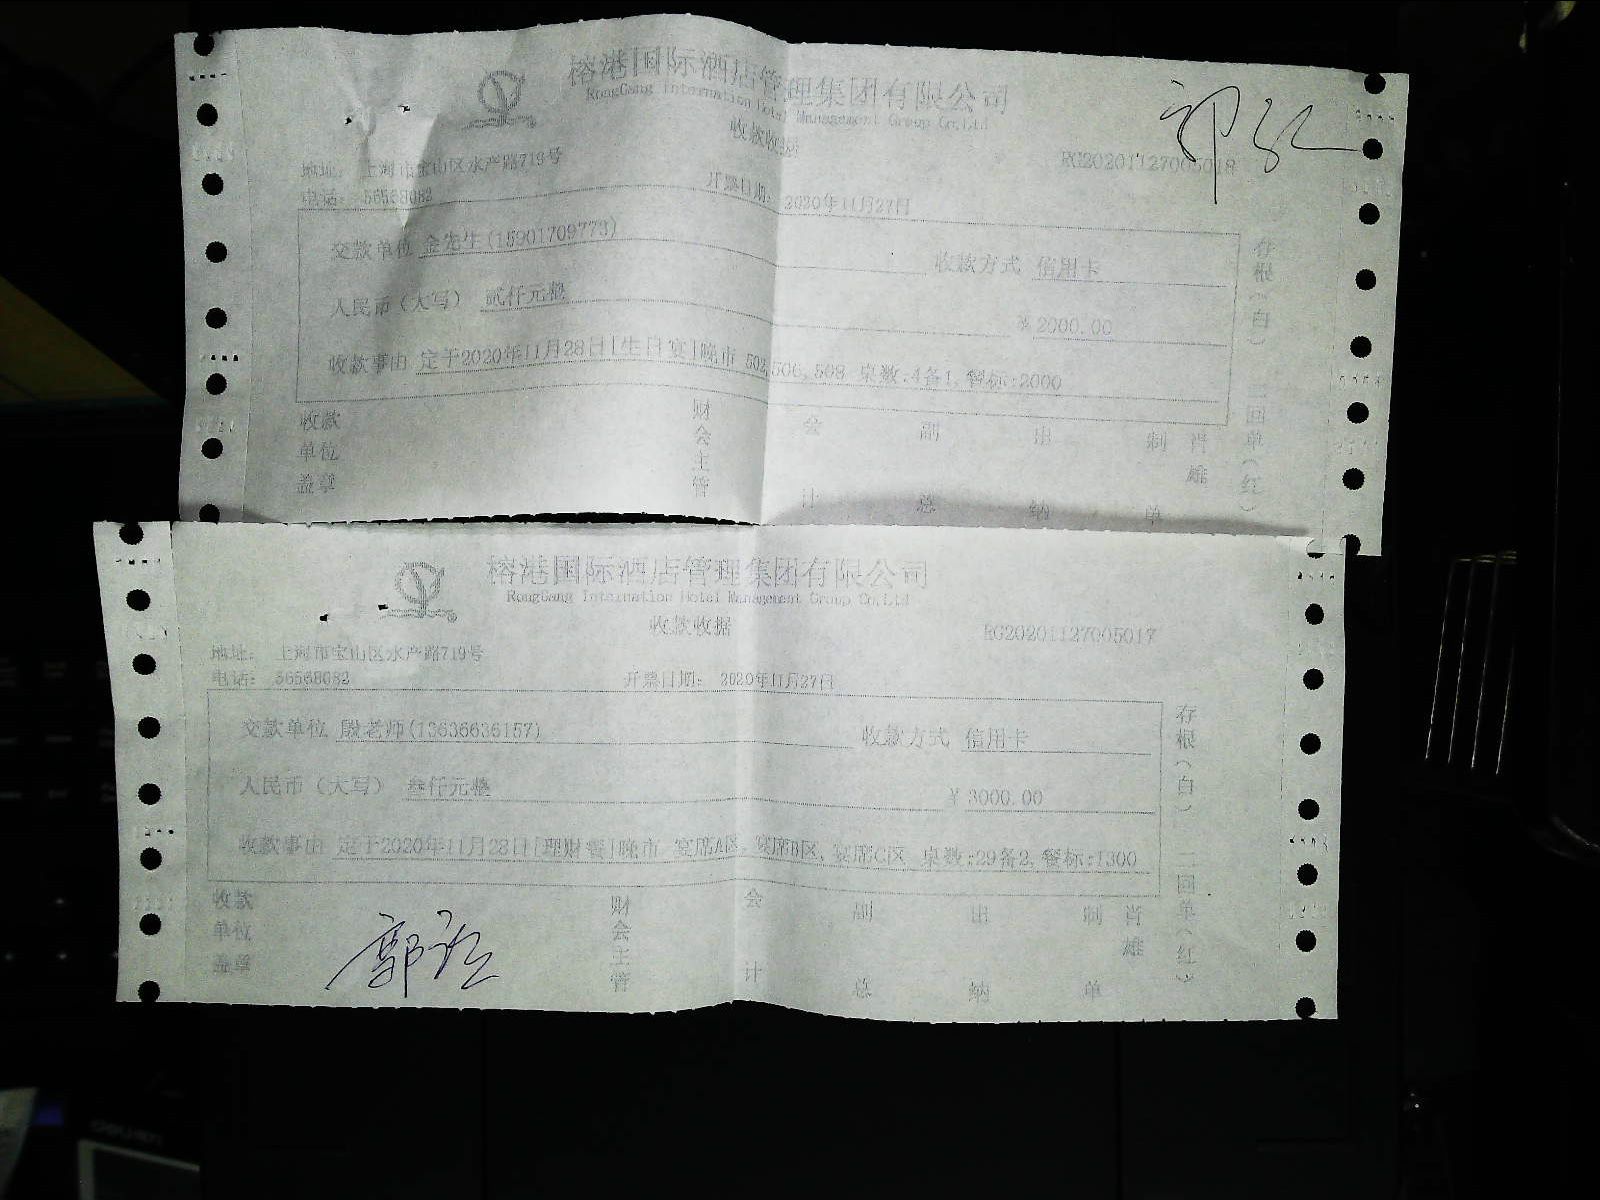 榕港国际酒店管理集团有限公司
RongGang Internation Hotel Management Group Co.Ltd
收款收据
地址: 上海市宝山区水产路719号
RG20201127005018
电话: 56568082
开票日期: 2020年11月27日
交款单位 金先生(15901709773)
收款方式 信用卡
人民币（大写） 贰仟元整
¥ 2000.00
收款事由 定于2020年11月28日[生日宴]晚市 502,506,508 桌数:4备1,餐标:2000
存根(白) 二回单(红)
收款单位盖章
财会主管
会计
副总
出纳
制单
肖雄
榕港国际酒店管理集团有限公司
RongGang Internation Hotel Management Group Co.Ltd
收款收据
RG20201127005017
地址: 上海市宝山区水产路719号
电话: 56568082
开票日期: 2020年11月27日
交款单位 殷老师(13636636157)
收款方式 信用卡
人民币（大写） 叁仟元整
¥ 3000.00
收款事由 定于2020年11月28日[理财餐]晚市 宴席A区, 宴席B区, 宴席C区 桌数:29备2,餐标:1300
存根(白) 二回单(红)
收款单位盖章
财会主管
会计
副总
出纳
制单
肖雄